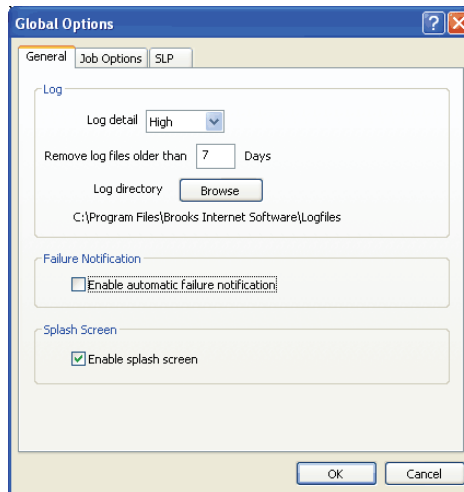 Global Options
General Job Options SLP
Log
Log detail High
Remove log files older than 7 Days
Log directory Browse
C:\Program Files\Brooks Internet Software\Logfiles
Failure Notification
Enable automatic failure notification
Splash Screen
Enable splash screen
OK Cancel